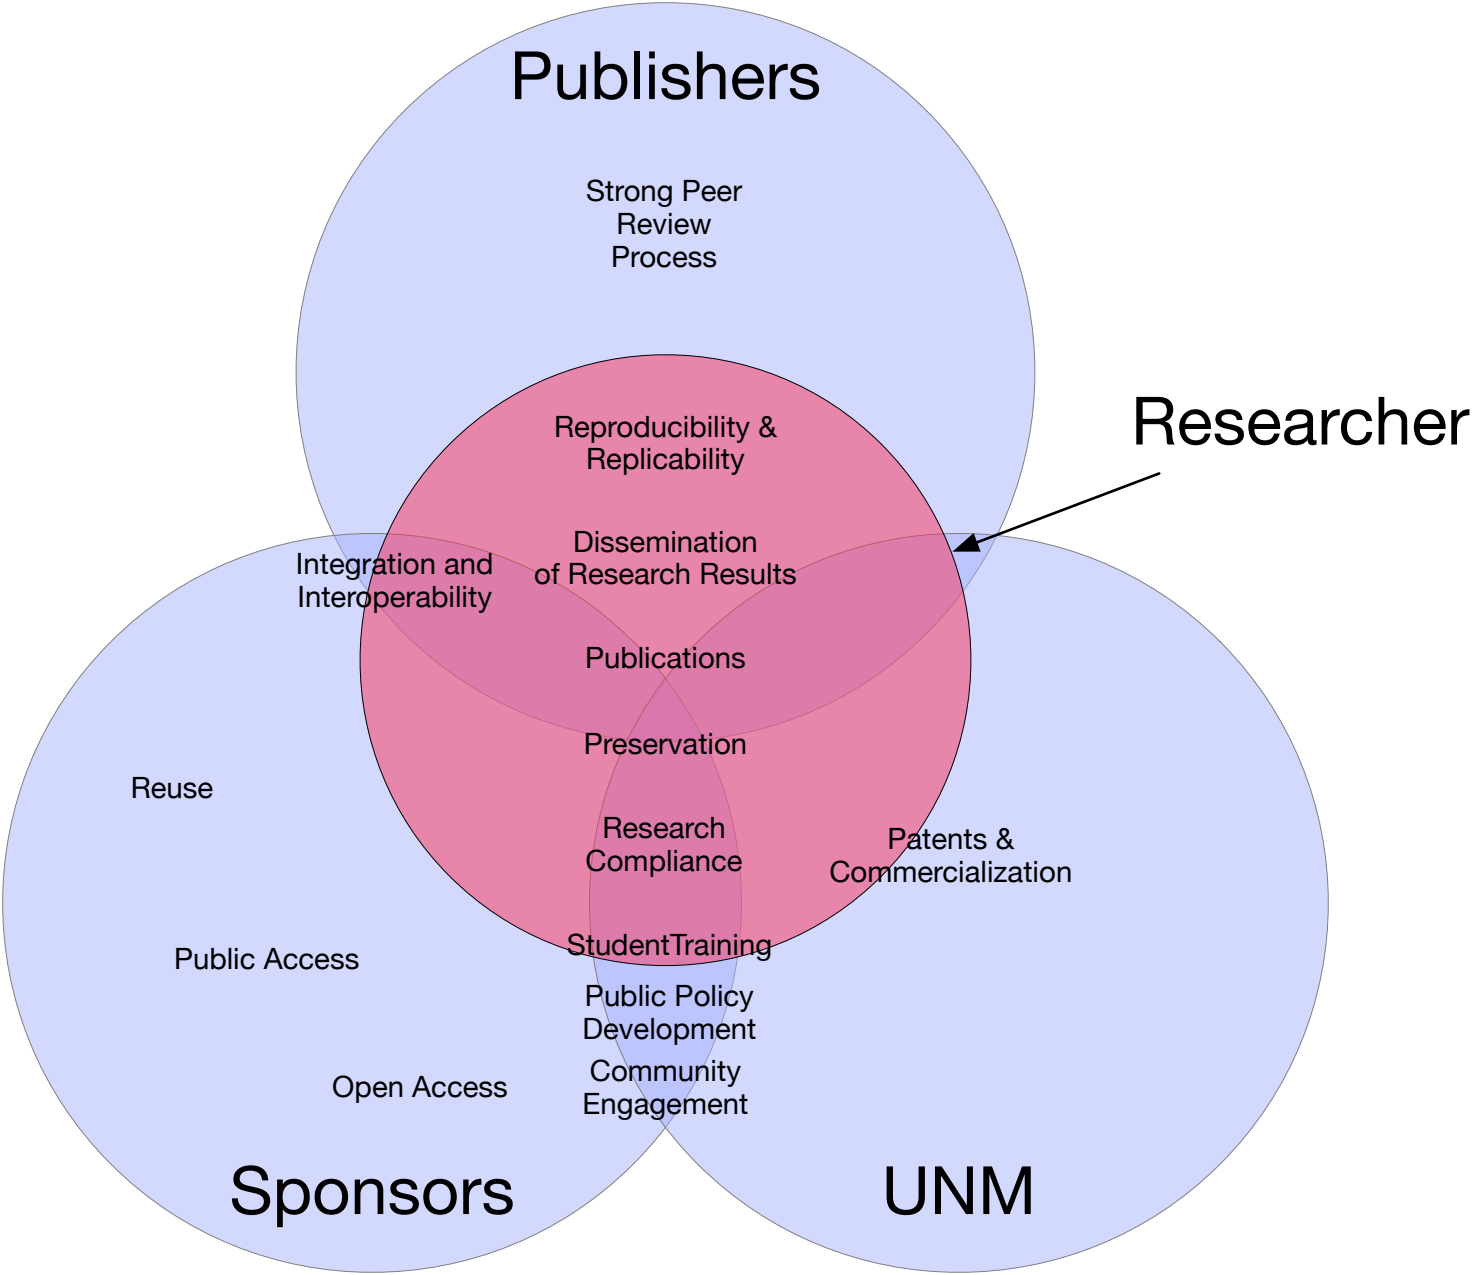 Publishers
Strong Peer
Review
Process
Researcher
Reproducibility &
Replicability
Dissemination
of Research Results
Integration and
Interoperability
Publications
Preservation
Reuse
Research
Compliance
Patents &
Commercialization
StudentTraining
Public Access
Public Policy
Development
Community
Engagement
Open Access
Sponsors
UNM